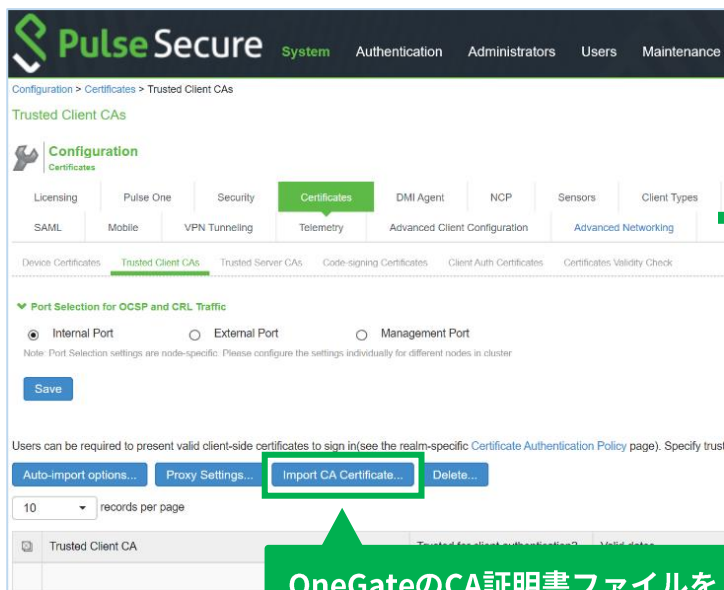 Pulse Secure System Authentication Administrators Users Maintenance
Configuration > Certificates > Trusted Client CAs
Trusted Client CAs
Configuration
Certificates
Licensing Pulse One Security Certificates DMI Agent NCP Sensors Client Types
SAML Mobile VPN Tunneling Telemetry Advanced Client Configuration Advanced Networking
Device Certificates Trusted Client CAs Trusted Server CAs Code-signing Certificates Client Auth Certificates Certificates Validity Check
Port Selection for OCSP and CRL Traffic
Internal Port External Port Management Port
Note: Port Selection settings are node-specific. Please configure the settings individually for different nodes in cluster
Save
Users can be required to present valid client-side certificates to sign in(see the realm-specific Certificate Authentication Policy page). Specify trust
Auto-import options... Proxy Settings... Import CA Certificate... Delete...
10 records per page
Trusted Client CA Trusted for client authentication? Valid dates
OneGateのCA証明書ファイルを